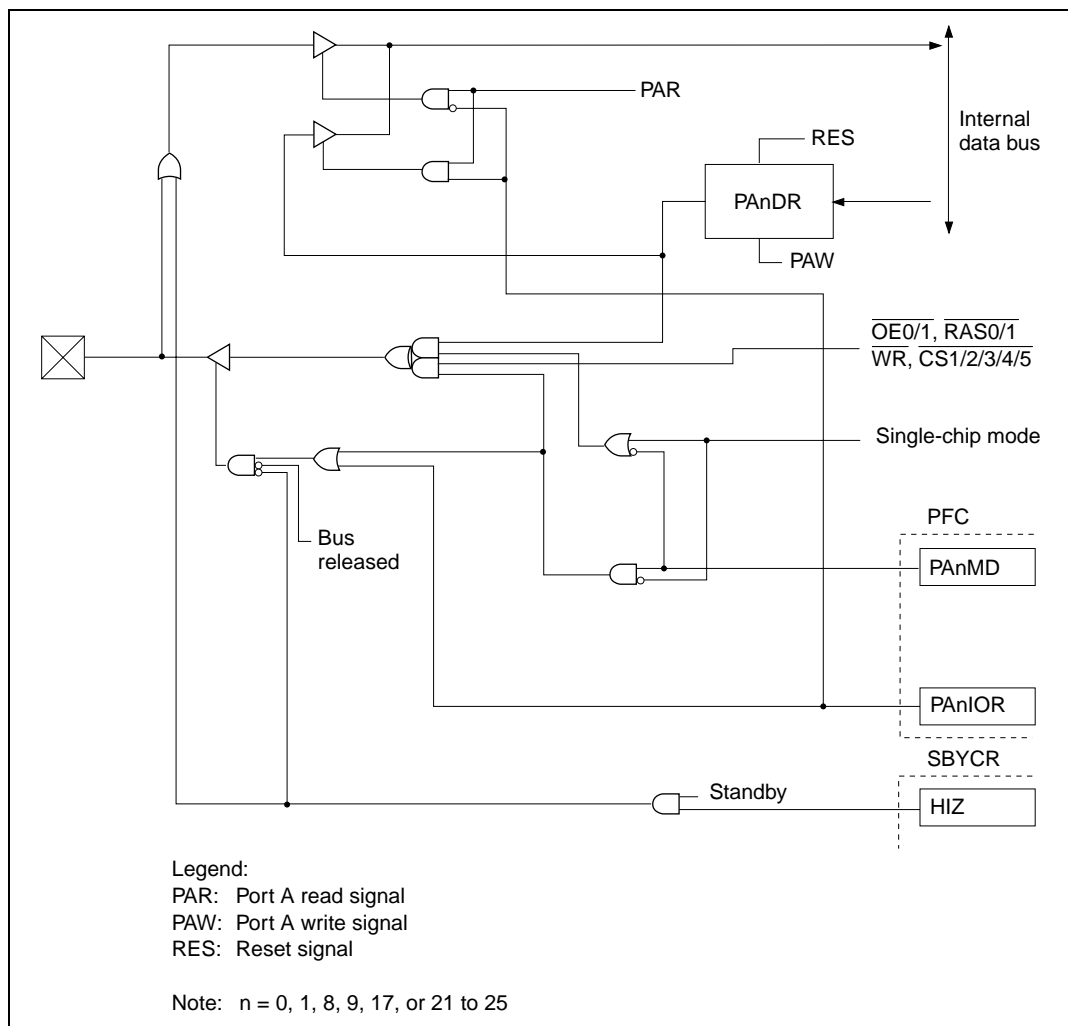 PAR
Internal
data bus
RES
PAnDR
PAW
OE0/1, RAS0/1
WR, CS1/2/3/4/5
Single-chip mode
PFC
Bus
released
PAnMD
PAnIOR
SBYCR
Standby
HIZ
Legend:
PAR: Port A read signal
PAW: Port A write signal
RES: Reset signal
Note: n = 0, 1, 8, 9, 17, or 21 to 25